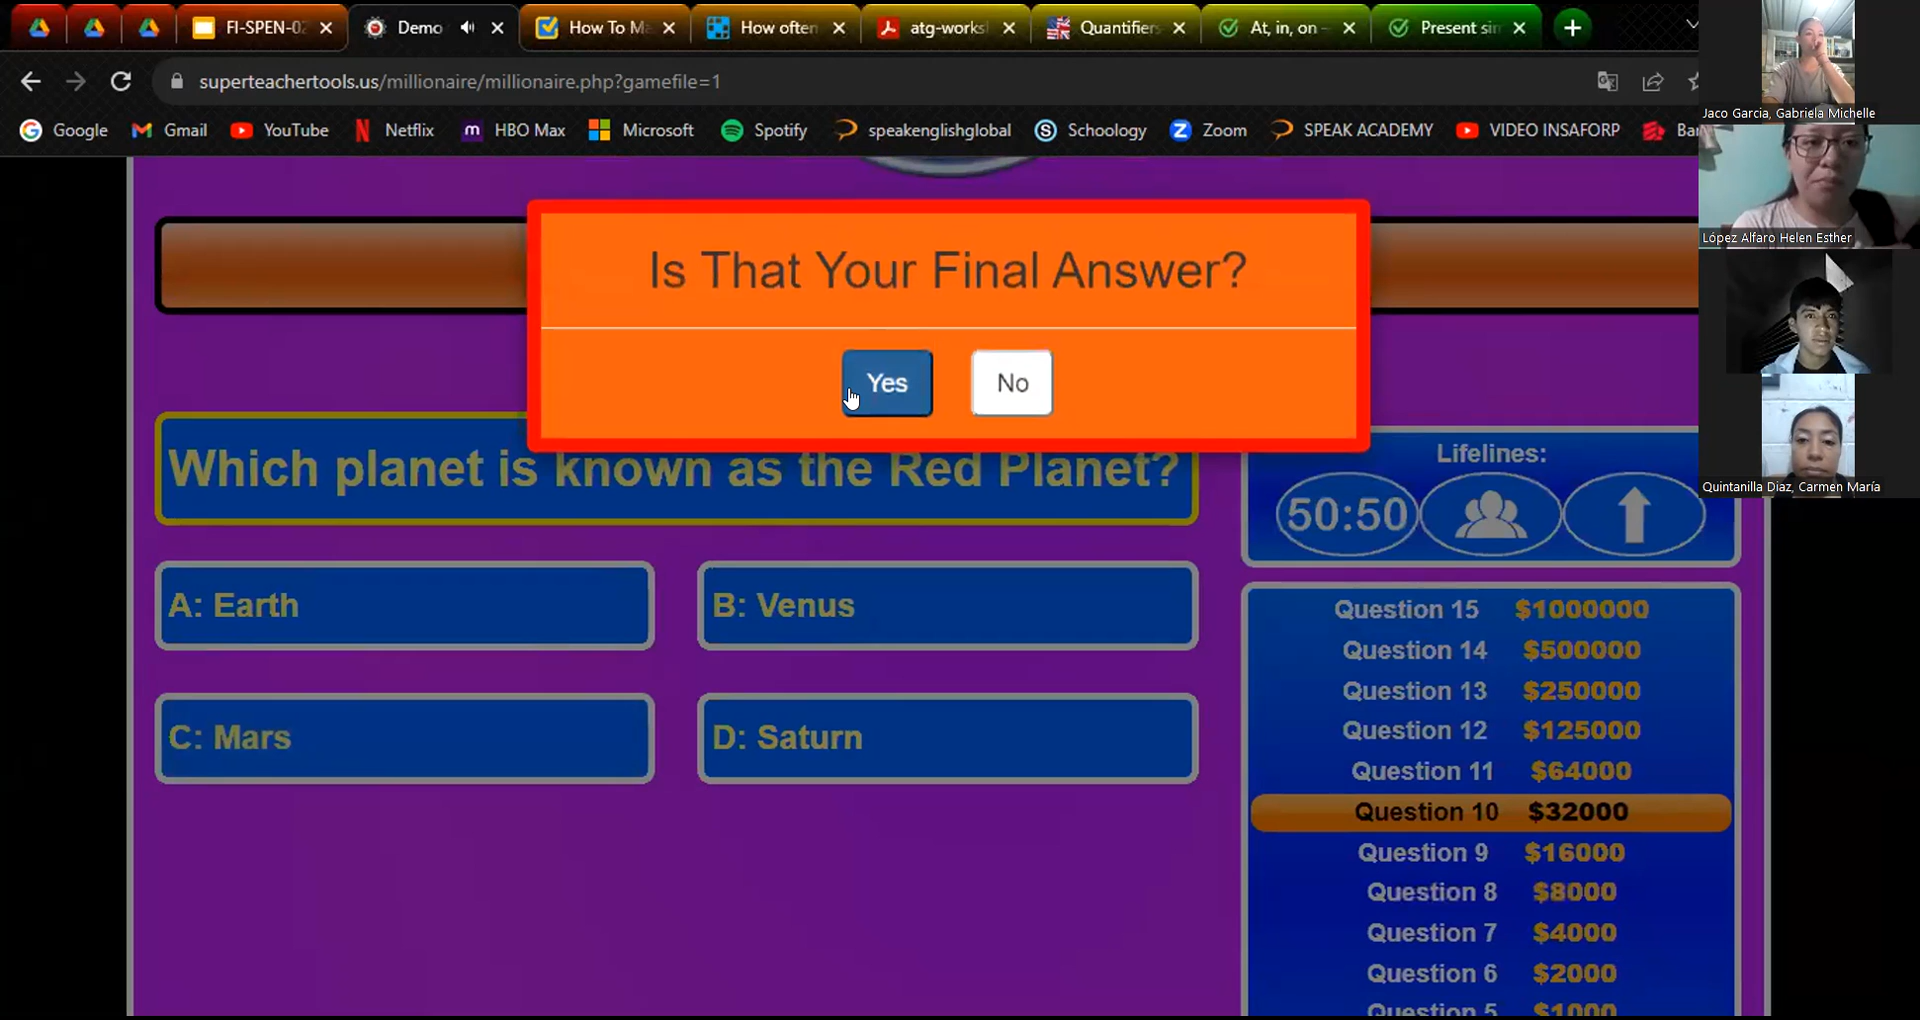 FI-SPEN-02
Demo
How To Ma
How often
atg-works
Quantifiers
At, in, on –
Present sim
superteachertools.us/millionaire/millionaire.php?gamefile=1
Google
Gmail
YouTube
Netflix
HBO Max
Microsoft
Spotify
speakenglishglobal
Schoology
Zoom
SPEAK ACADEMY
VIDEO INSAFORP
Ban
Jaco Garcia, Gabriela Michelle
López Alfaro Helen Esther
Quintanilla Diaz, Carmen María
Is That Your Final Answer?
Yes
No
Which planet is known as the Red Planet?
A: Earth
B: Venus
C: Mars
D: Saturn
Lifelines:
50:50
Question 15 $1000000
Question 14 $500000
Question 13 $250000
Question 12 $125000
Question 11 $64000
Question 10 $32000
Question 9 $16000
Question 8 $8000
Question 7 $4000
Question 6 $2000
Question 5 $1000